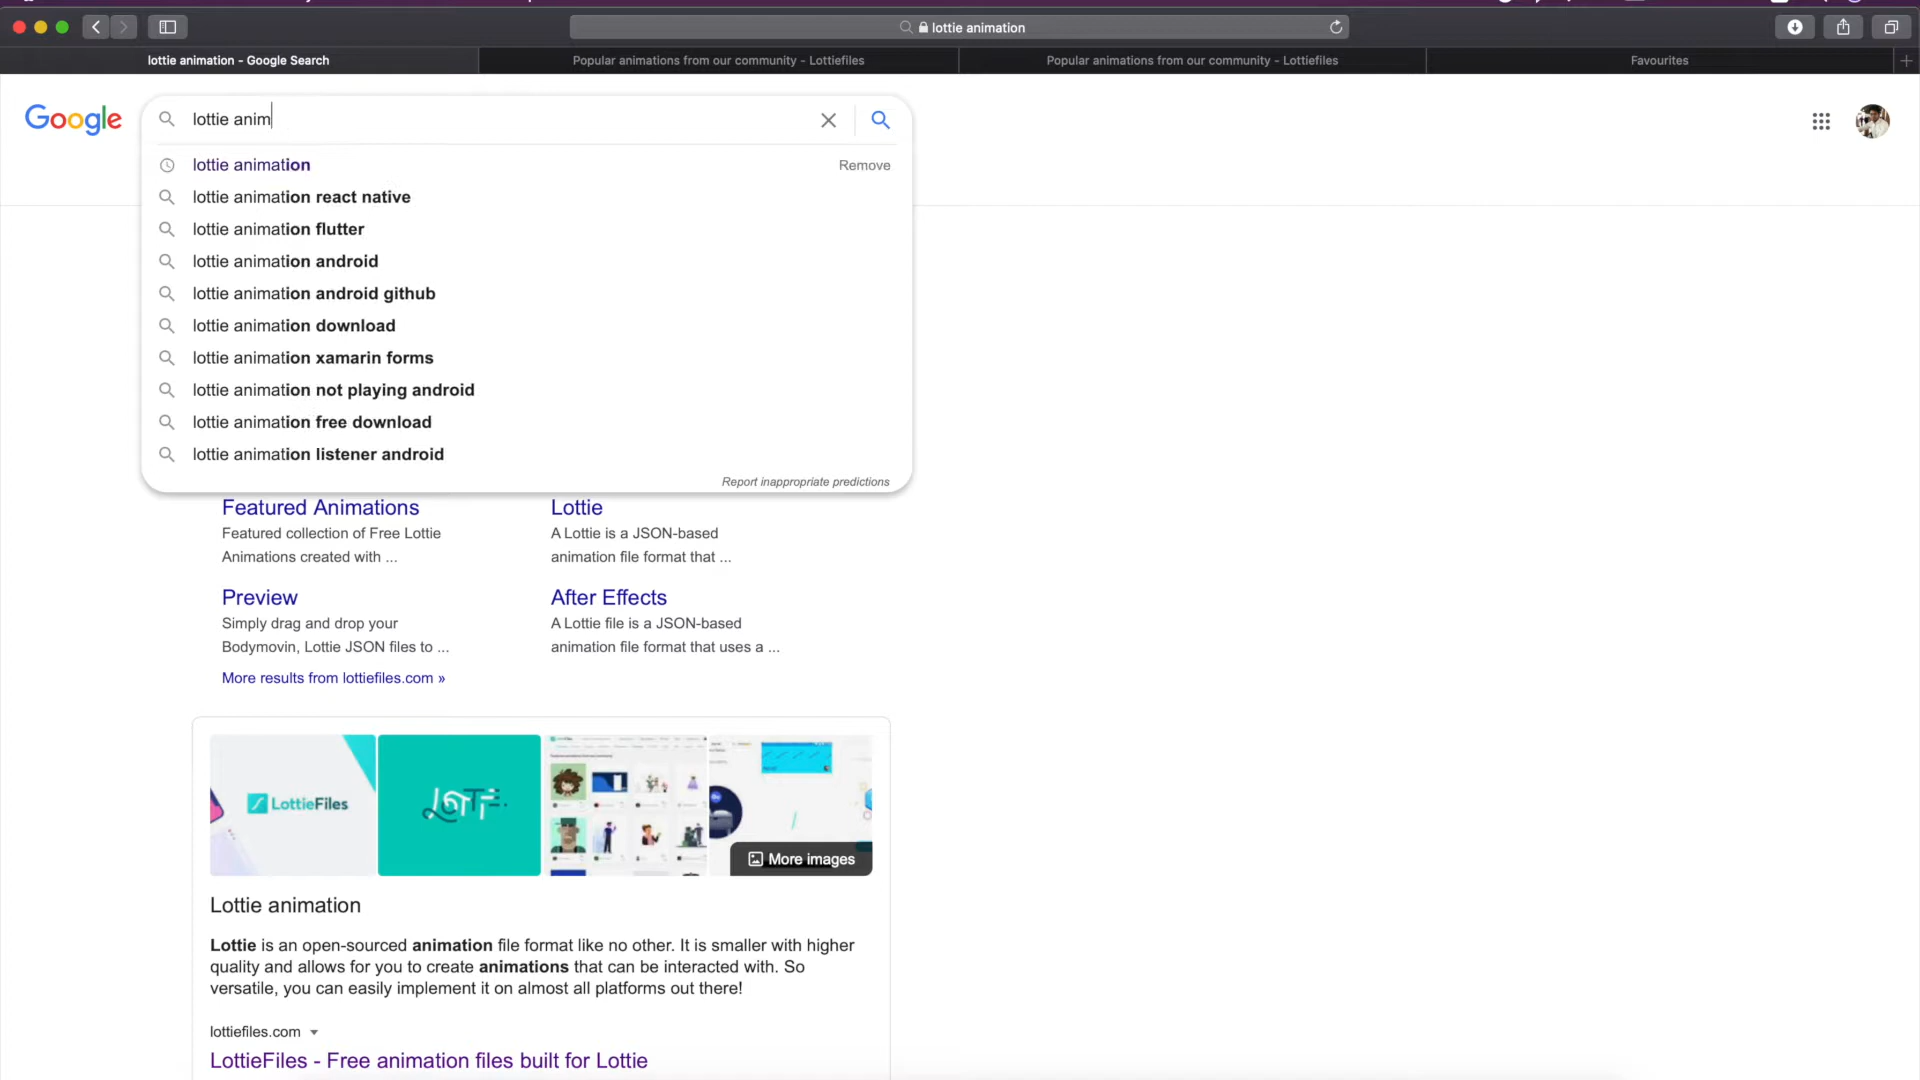 lottie animation
lottie animation - Google Search
Popular animations from our community - Lottiefiles
Popular animations from our community - Lottiefiles
Favourites
Google
lottie anim
lottie animation
Remove
lottie animation react native
lottie animation flutter
lottie animation android
lottie animation android github
lottie animation download
lottie animation xamarin forms
lottie animation not playing android
lottie animation free download
lottie animation listener android
Report inappropriate predictions
Featured Animations
Featured collection of Free Lottie
Animations created with ...
Lottie
A Lottie is a JSON-based
animation file format that ...
Preview
Simply drag and drop your
Bodymovin, Lottie JSON files to ...
After Effects
A Lottie file is a JSON-based
animation file format that uses a ...
More results from lottiefiles.com »
LottieFiles
LOTTIE
More images
Lottie animation
Lottie is an open-sourced animation file format like no other. It is smaller with higher
quality and allows for you to create animations that can be interacted with. So
versatile, you can easily implement it on almost all platforms out there!
lottiefiles.com
LottieFiles - Free animation files built for Lottie